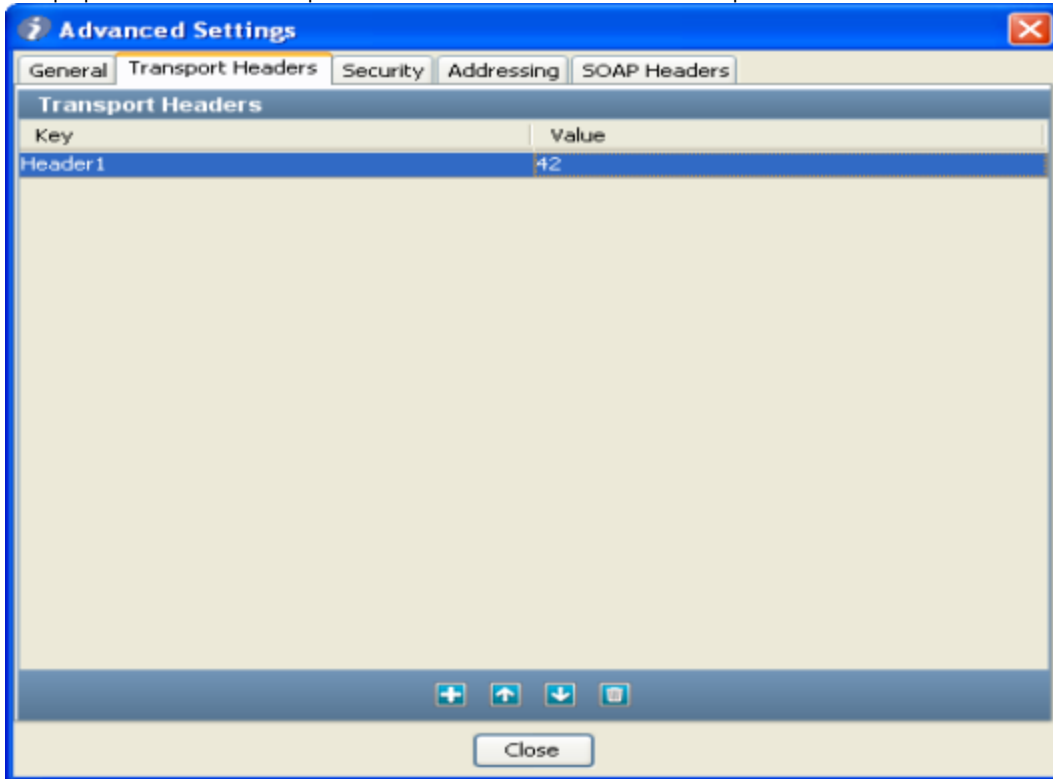 Advanced Settings
General Transport Headers Security Addressing SOAP Headers
Transport Headers
Key Value
Header1 42
Close